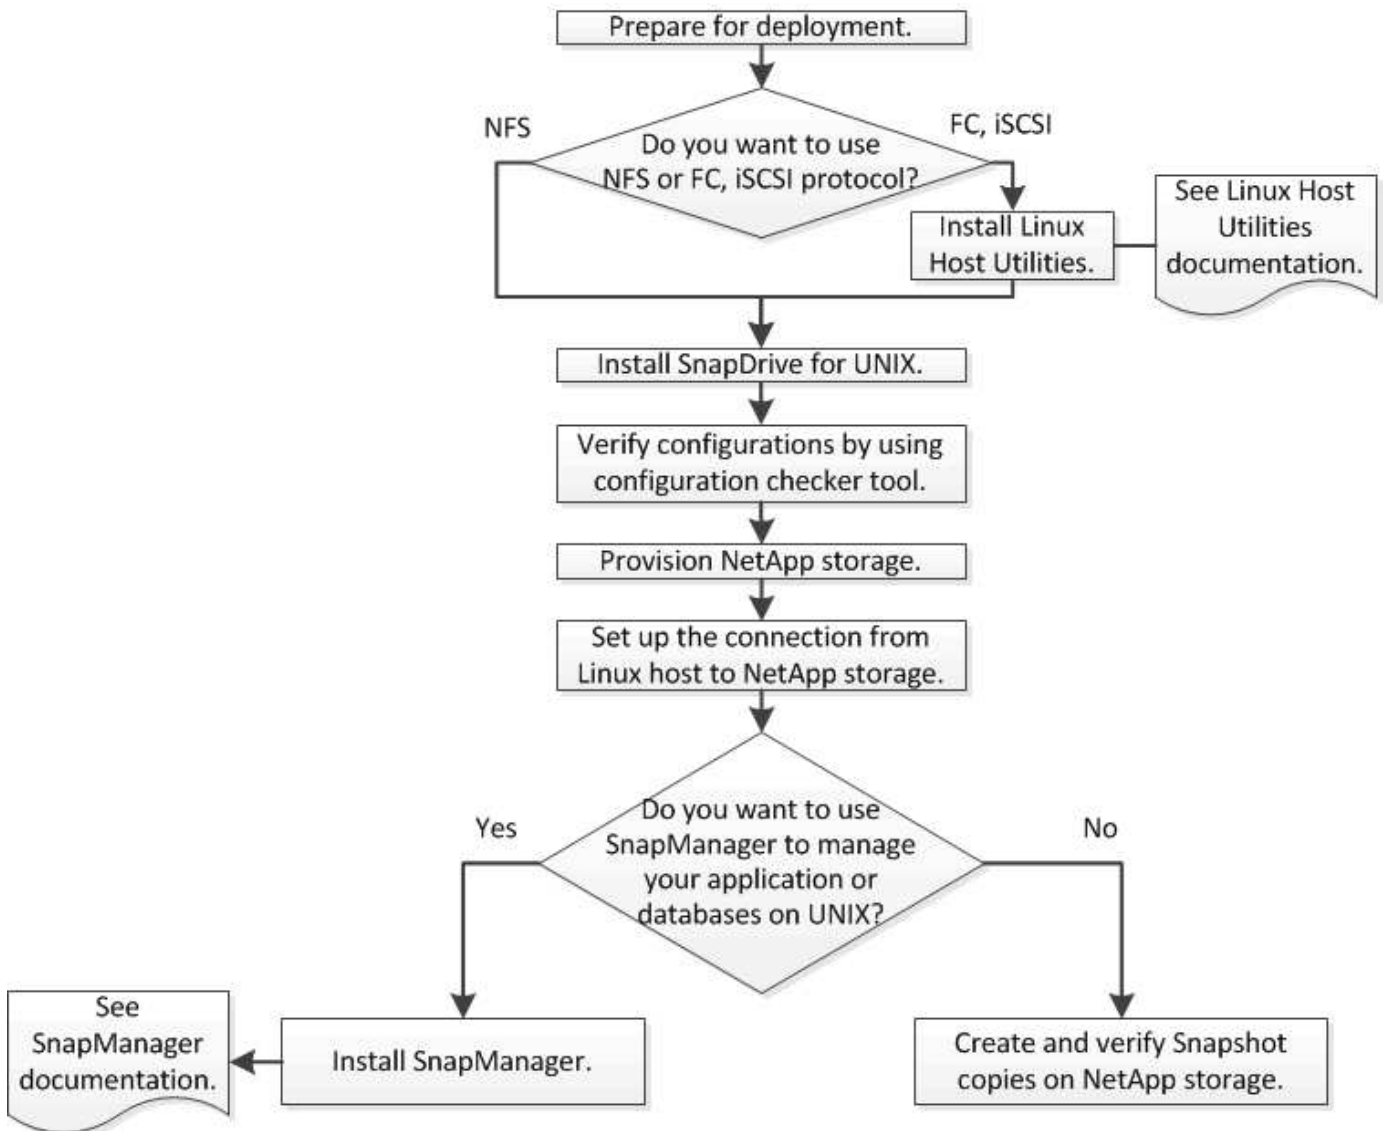 Prepare for deployment.
NFS
FC, iSCSI
Do you want to use
NFS or FC, iSCSI protocol?
Install Linux
Host Utilities.
See Linux Host
Utilities
documentation.
Install SnapDrive for UNIX.
Verify configurations by using
configuration checker tool.
Provision NetApp storage.
Set up the connection from
Linux host to NetApp storage.
Do you want to use
SnapManager to manage
your application or
databases on UNIX?
Yes
No
See
SnapManager
documentation.
Install SnapManager.
Create and verify Snapshot
copies on NetApp storage.